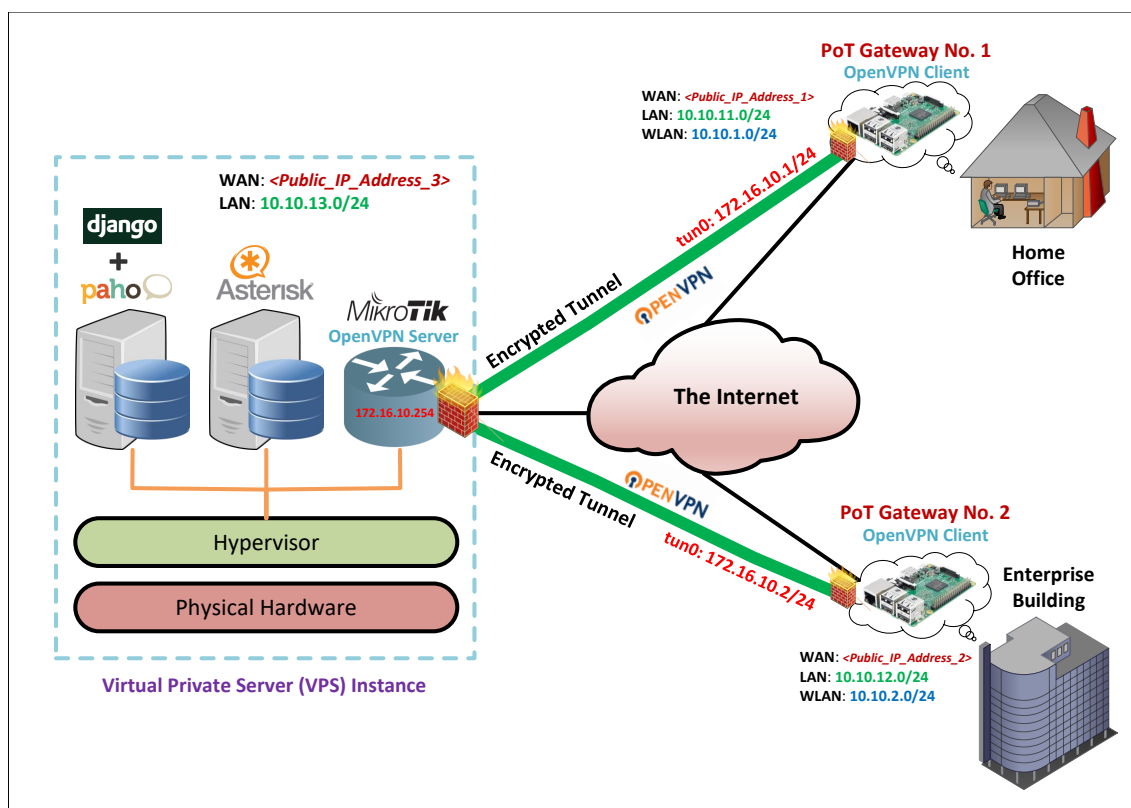 PoT Gateway No. 1
OpenVPN Client
WAN: <Public_IP_Address_1>
LAN: 10.10.11.0/24
WLAN: 10.10.1.0/24
WAN: <Public_IP_Address_3>
LAN: 10.10.13.0/24
django
+
paho
Asterisk
MikroTik
OpenVPN Server
172.16.10.254
Encrypted Tunnel
tun0: 172.16.10.1/24
OPENVPN
Home
Office
The Internet
Encrypted Tunnel
OPENVPN
tun0: 172.16.10.2/24
PoT Gateway No. 2
OpenVPN Client
Enterprise
Building
WAN: <Public_IP_Address_2>
LAN: 10.10.12.0/24
WLAN: 10.10.2.0/24
Hypervisor
Physical Hardware
Virtual Private Server (VPS) Instance